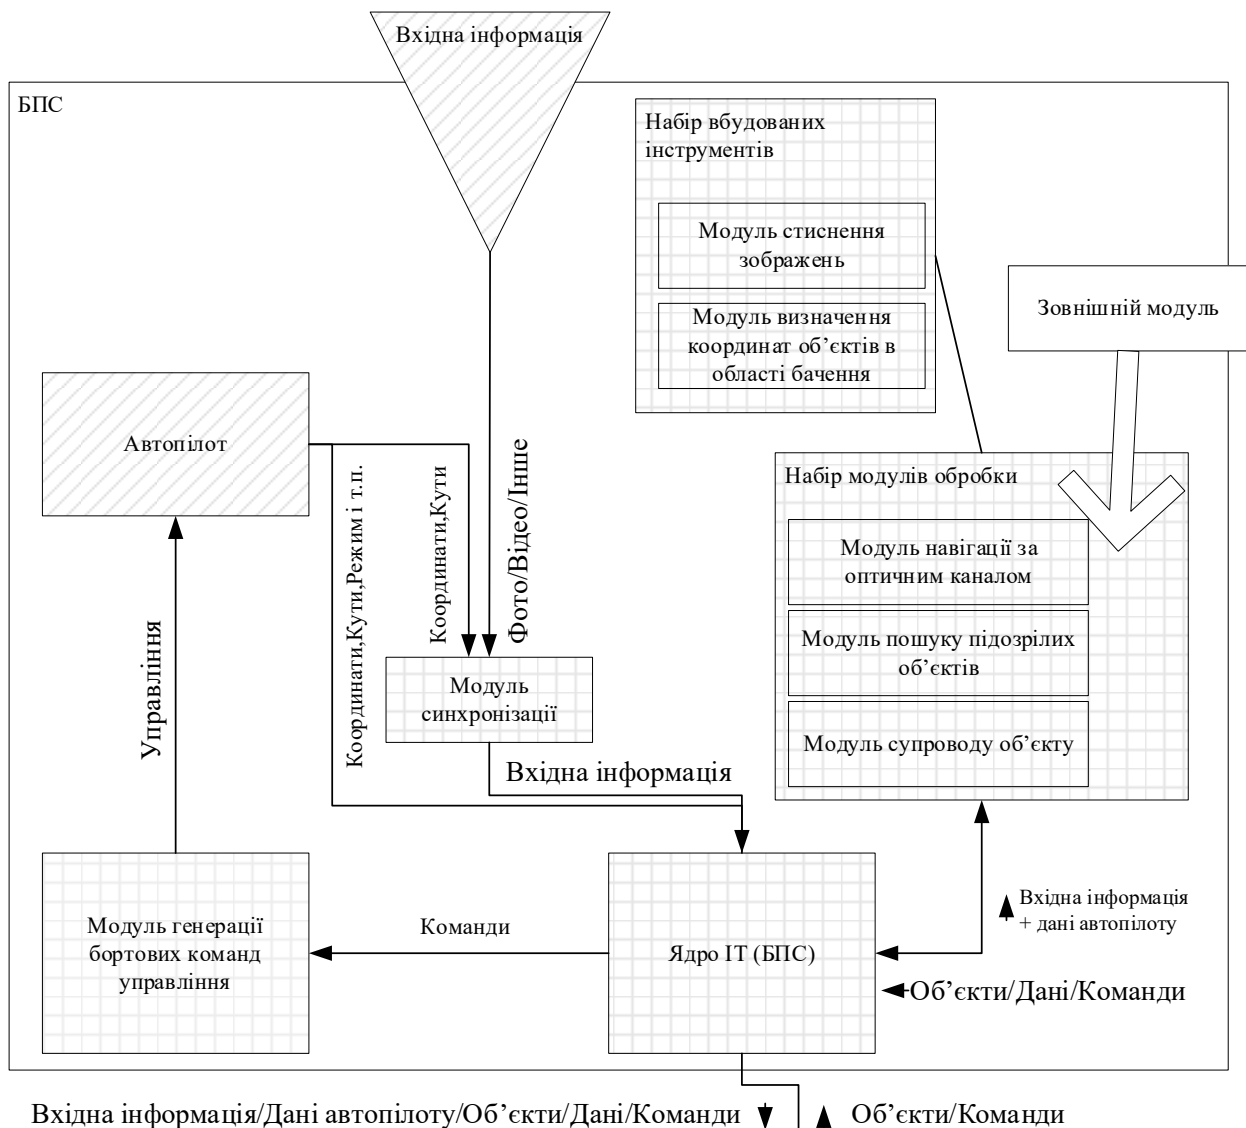 Вхідна інформація
БПС
Набір вбудованих
інструментів
Модуль стиснення
зображень
Модуль визначення
координат об’єктів в
області бачення
Зовнішній модуль
Автопілот
Набір модулів обробки
Модуль навігації за
оптичним каналом
Модуль пошуку підозрілих
об’єктів
Модуль супроводу об’єкту
Управління
Координати,Кути,Режим і т.п.
Координати,Кути
Фото/Відео/Інше
Модуль
синхронізації
Вхідна інформація
Модуль генерації
бортових команд
управління
Команди
Ядро ІТ (БПС)
Вхідна інформація
+ дані автопілоту
Об’єкти/Дані/Команди
Вхідна інформація/Дані автопілоту/Об’єкти/Дані/Команди
Об’єкти/Команди